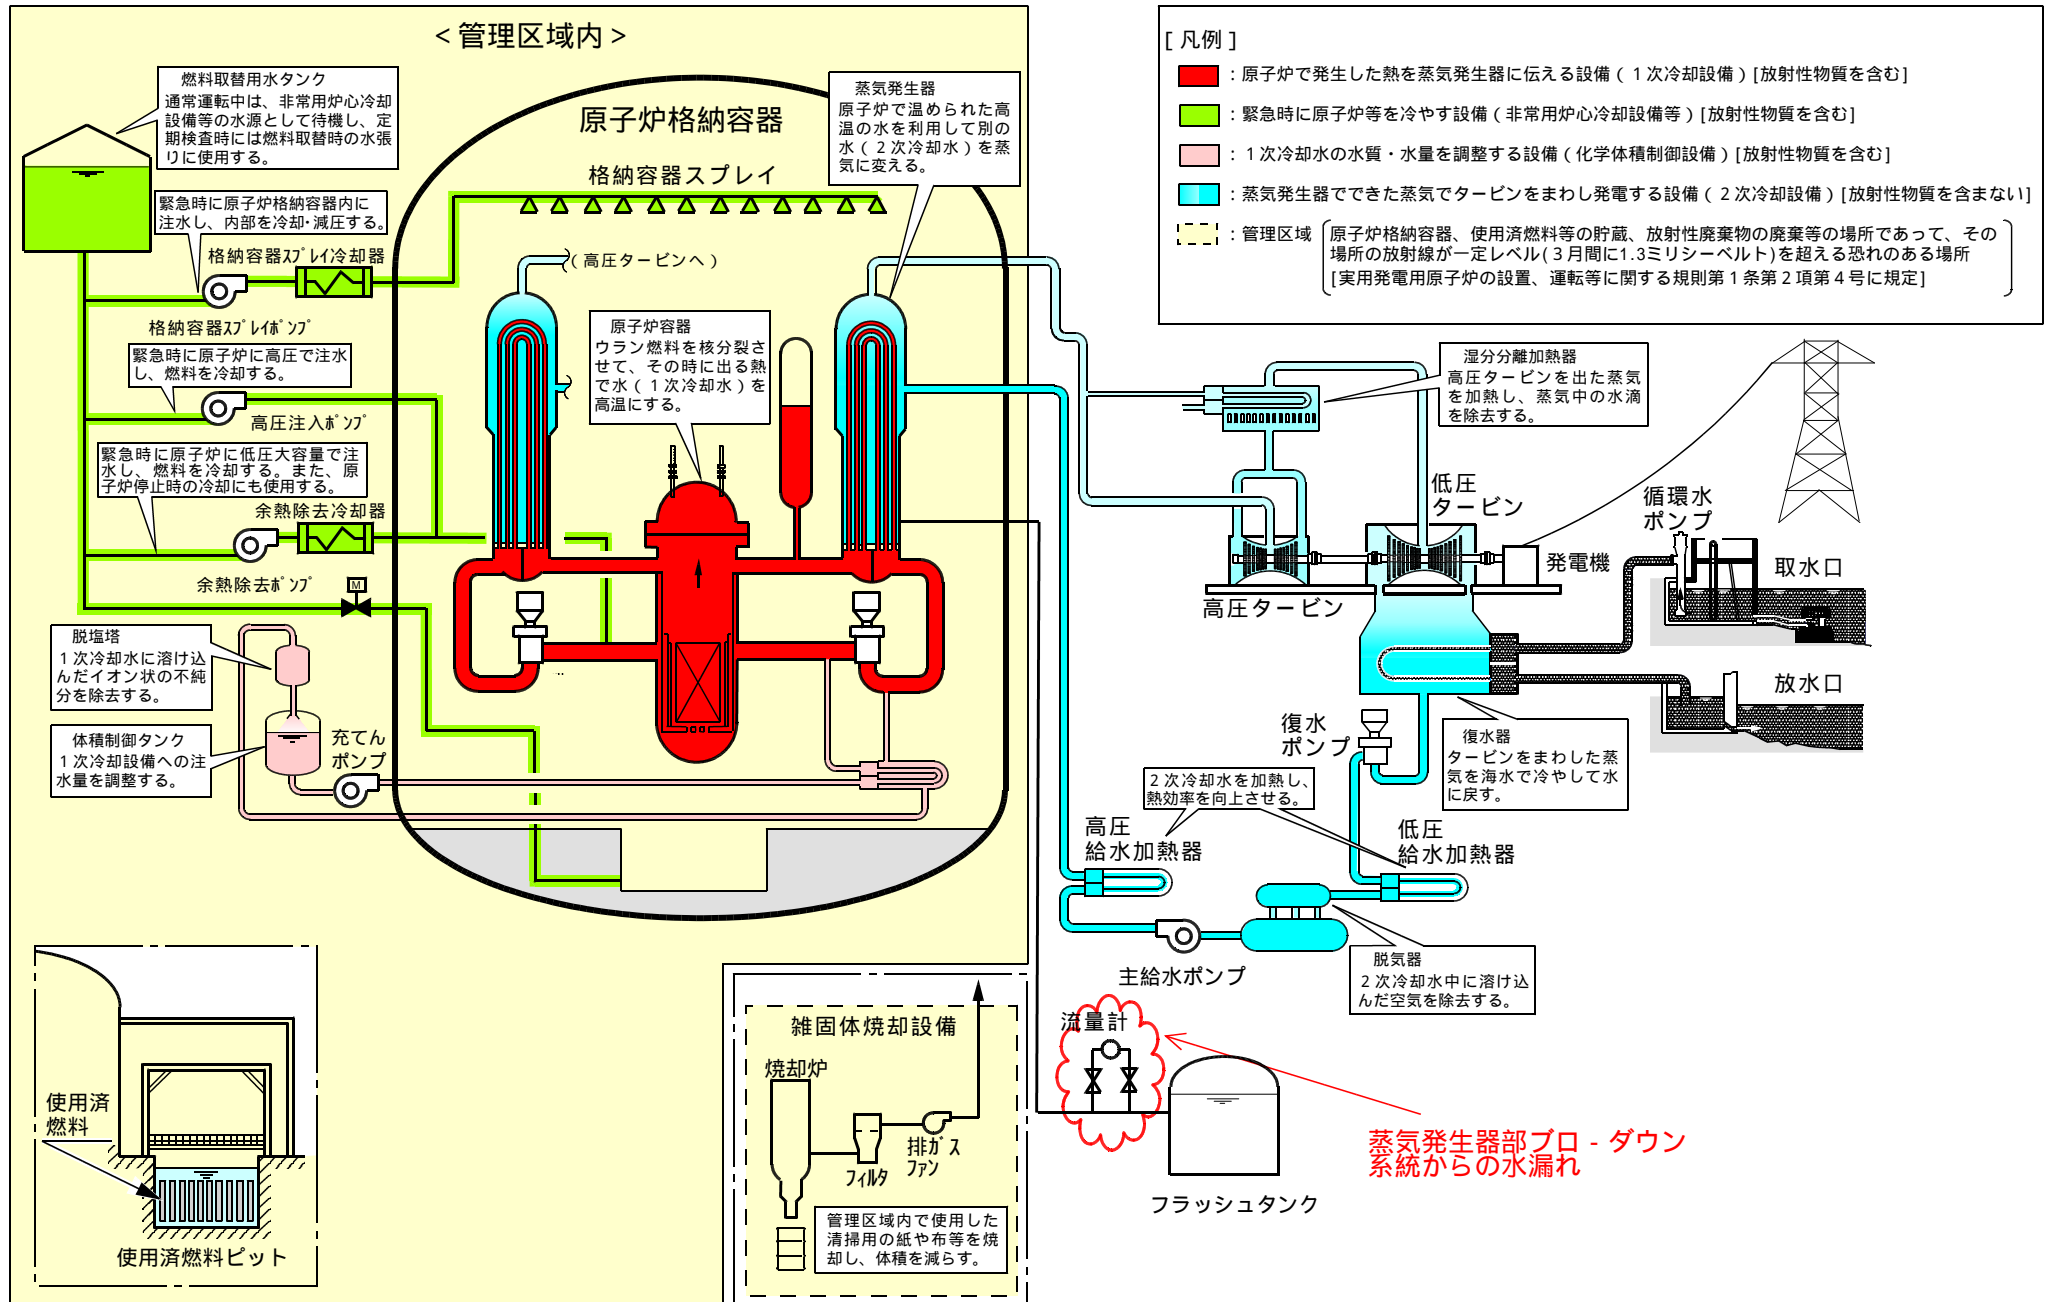 <管理区域内>
燃料取替用水タンク
通常運転中は、非常用炉心冷却
設備等の水源として待機し、定
期検査時には燃料取替時の水張
りに使用する。
原子炉格納容器
蒸気発生器
原子炉で温められた高
温の水を利用して別の
水(2次冷却水)を蒸
気に変える。
格納容器スプレイ
緊急時に原子炉格納容器内に
注水し、内部を冷却・減圧する。
格納容器ｽﾌﾟﾚｲ冷却器
(高圧タービンへ)
格納容器ｽﾌﾟﾚｲﾎﾟﾝﾌﾟ
原子炉容器
ウラン燃料を核分裂さ
せて、その時に出る熱
で水(1次冷却水)を
高温にする。
緊急時に原子炉に高圧で注水
し、燃料を冷却する。
高圧注入ﾎﾟﾝﾌﾟ
緊急時に原子炉に低圧大容量で注
水し、燃料を冷却する。また、原
子炉停止時の冷却にも使用する。
余熱除去冷却器
余熱除去ﾎﾟﾝﾌﾟ
M
脱塩塔
1次冷却水に溶け込
んだイオン状の不純
分を除去する。
体積制御タンク
1次冷却設備への注
水量を調整する。
充てん
ポンプ
[凡例]
:原子炉で発生した熱を蒸気発生器に伝える設備(1次冷却設備)[放射性物質を含む]
:緊急時に原子炉等を冷やす設備(非常用炉心冷却設備等)[放射性物質を含む]
:1次冷却水の水質・水量を調整する設備(化学体積制御設備)[放射性物質を含む]
:蒸気発生器でできた蒸気でタービンをまわし発電する設備(2次冷却設備)[放射性物質を含まない]
:管理区域
原子炉格納容器、使用済燃料等の貯蔵、放射性廃棄物の廃棄等の場所であって、その
場所の放射線が一定レベル(3月間に1.3ミリシーベルト)を超える恐れのある場所
[実用発電用原子炉の設置、運転等に関する規則第1条第2項第4号に規定]
湿分分離加熱器
高圧タービンを出た蒸気
を加熱し、蒸気中の水滴
を除去する。
低圧
タービン
循環水
ポンプ
発電機
取水口
高圧タービン
放水口
復水
ポンプ
復水器
タービンをまわした蒸
気を海水で冷やして水
に戻す。
2次冷却水を加熱し、
熱効率を向上させる。
高圧
給水加熱器
低圧
給水加熱器
主給水ポンプ
脱気器
2次冷却水中に溶け込
んだ空気を除去する。
流量計
蒸気発生器部ブロ-ダウン
系統からの水漏れ
フラッシュタンク
雑固体焼却設備
焼却炉
ﾌｨﾙﾀ
排ｶﾞｽ
ﾌｧﾝ
管理区域内で使用した
清掃用の紙や布等を焼
却し、体積を減らす。
使用済
燃料
使用済燃料ピット